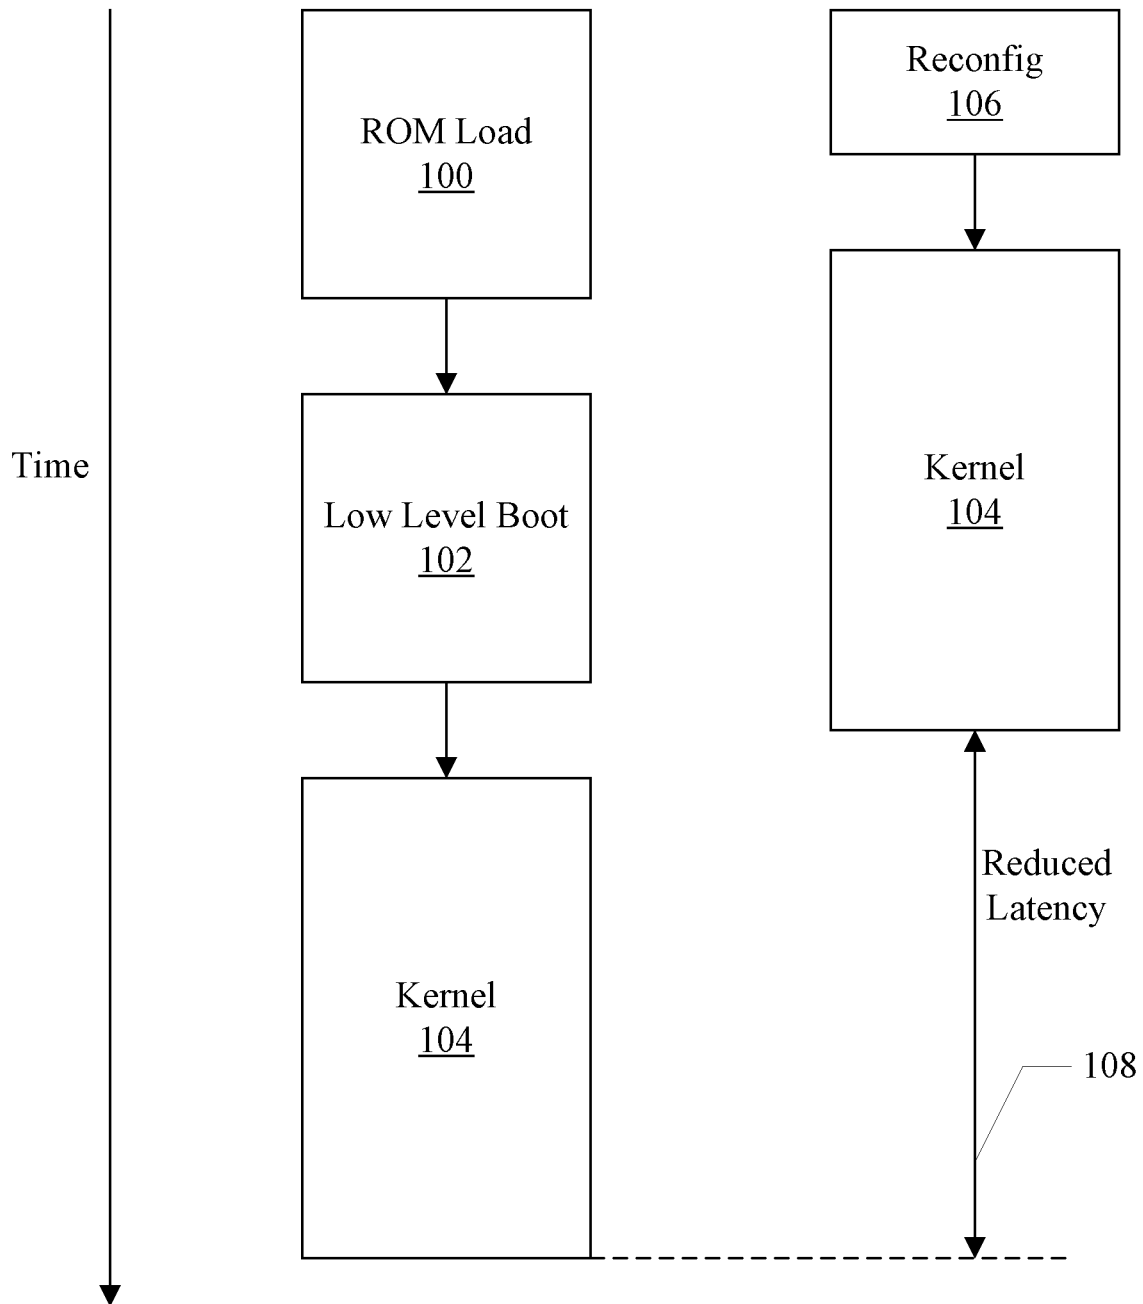 Time
ROM Load
100
Low Level Boot
102
Kernel
104
Reconfig
106
Kernel
104
Reduced
Latency
108